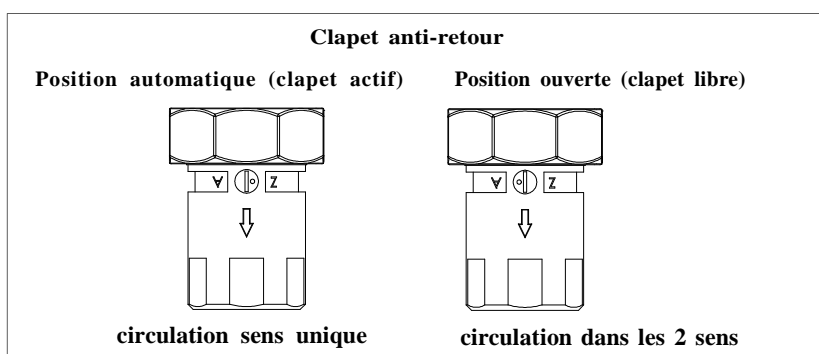 Clapet anti-retour
Position automatique (clapet actif) Position ouverte (clapet libre)
A Z A Z
circulation sens unique circulation dans les 2 sens